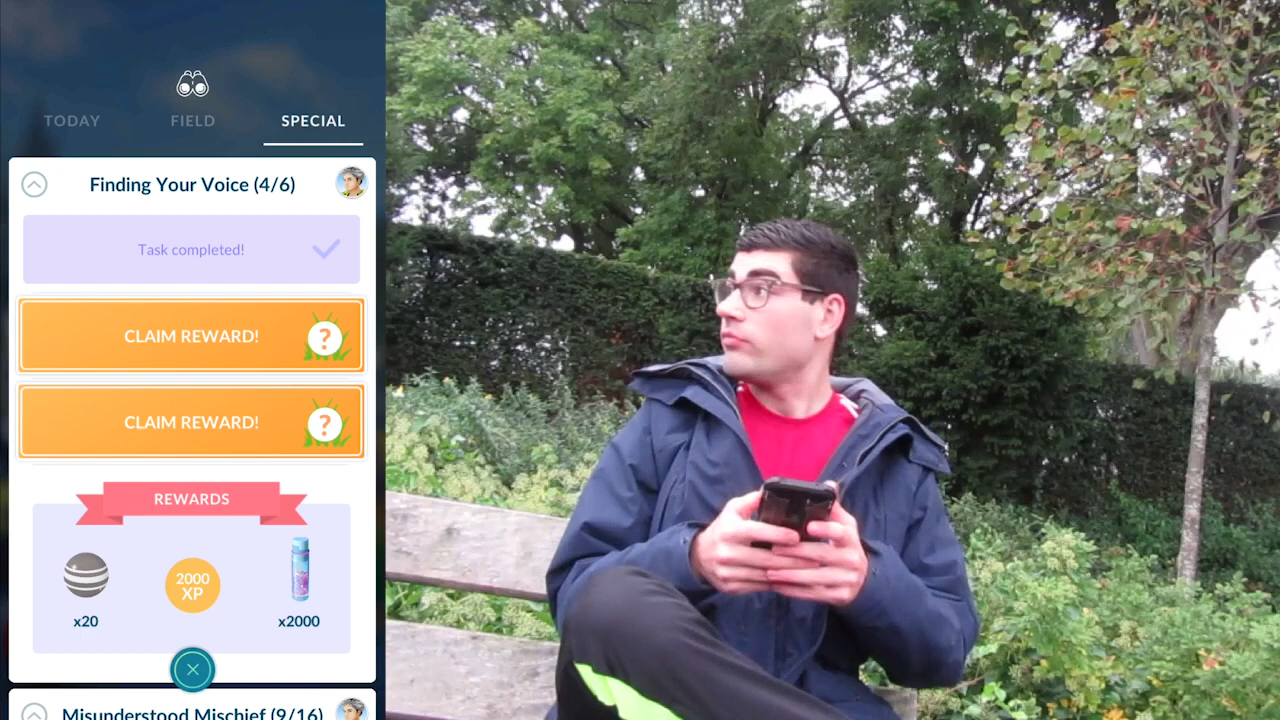 TODAY
FIELD
SPECIAL
Finding Your Voice (4/6)
Task completed!
CLAIM REWARD!
?
CLAIM REWARD!
?
REWARDS
2000
XP
x20
x2000
Misunderstood Mischief (9/16)